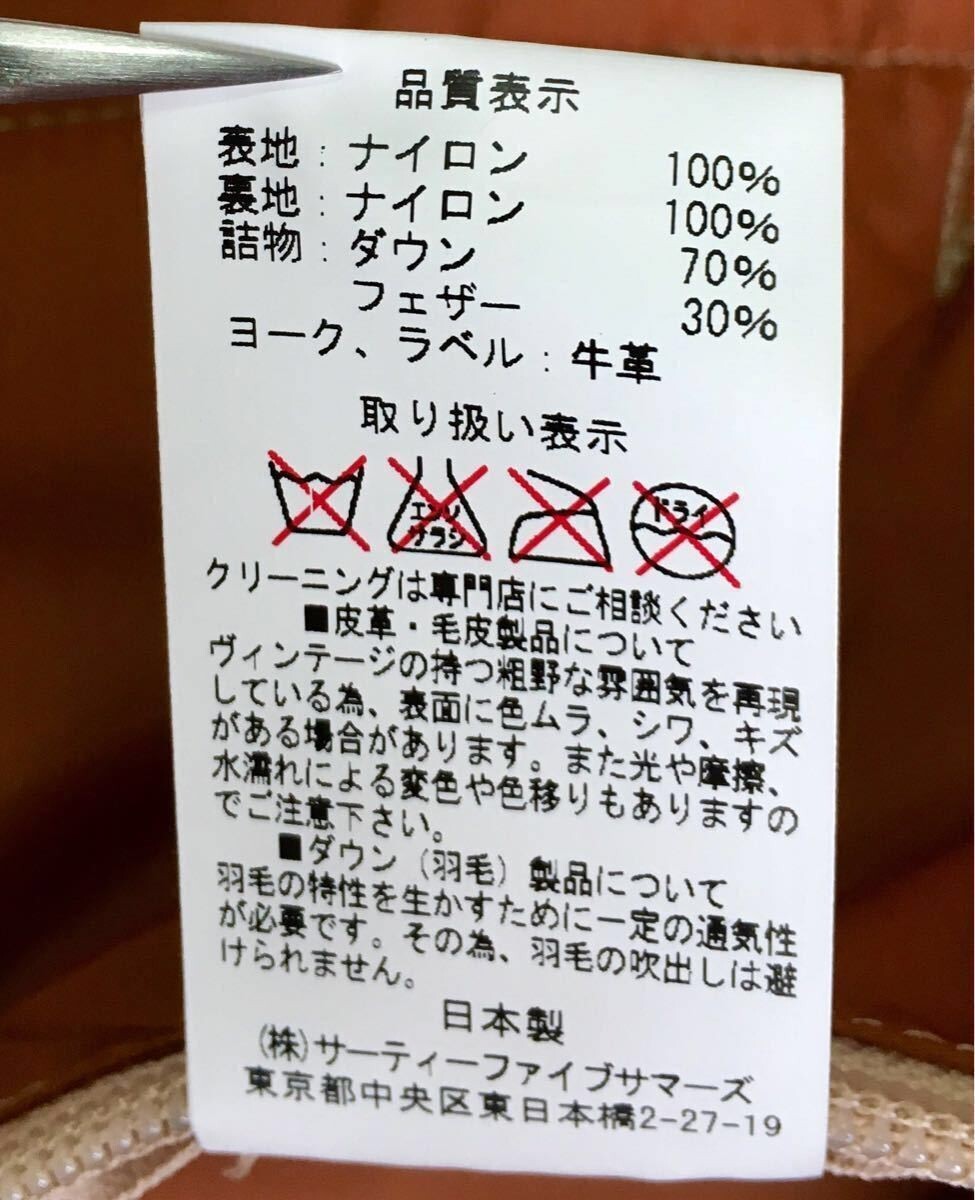 品質表示
表地：ナイロン 100%
裏地：ナイロン 100%
詰物：ダウン 70%
フェザー 30%
ヨーク、ラベル：牛革
取り扱い表示
エンソ
サラシ
ドライ
クリーニングは専門店にご相談ください
■皮革・毛皮製品について
ヴィンテージの持つ粗野な雰囲気を再現
している為、表面に色ムラ、シワ、キズ
がある場合があります。また光や摩擦、
水濡れによる変色や色移りもありますの
でご注意下さい。
■ダウン（羽毛）製品について
羽毛の特性を生かすために一定の通気性
が必要です。その為、羽毛の吹出しは避
けられません。
日本製
(株)サーティーファイブサマーズ
東京都中央区東日本橋2-27-19